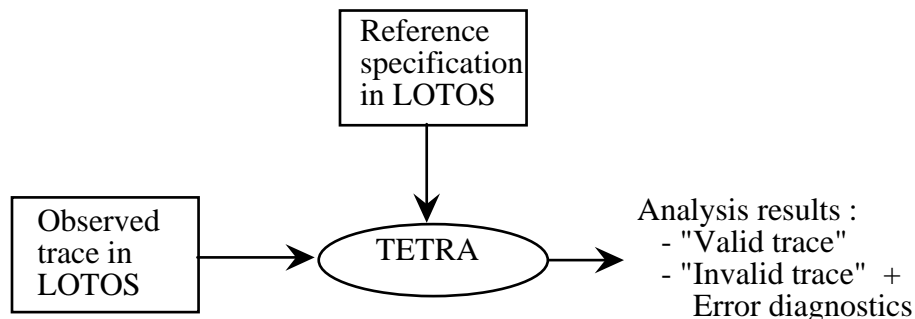 Reference
specification
in LOTOS
Observed
trace in
LOTOS
TETRA
Analysis results :
- "Valid trace"
- "Invalid trace" +
Error diagnostics